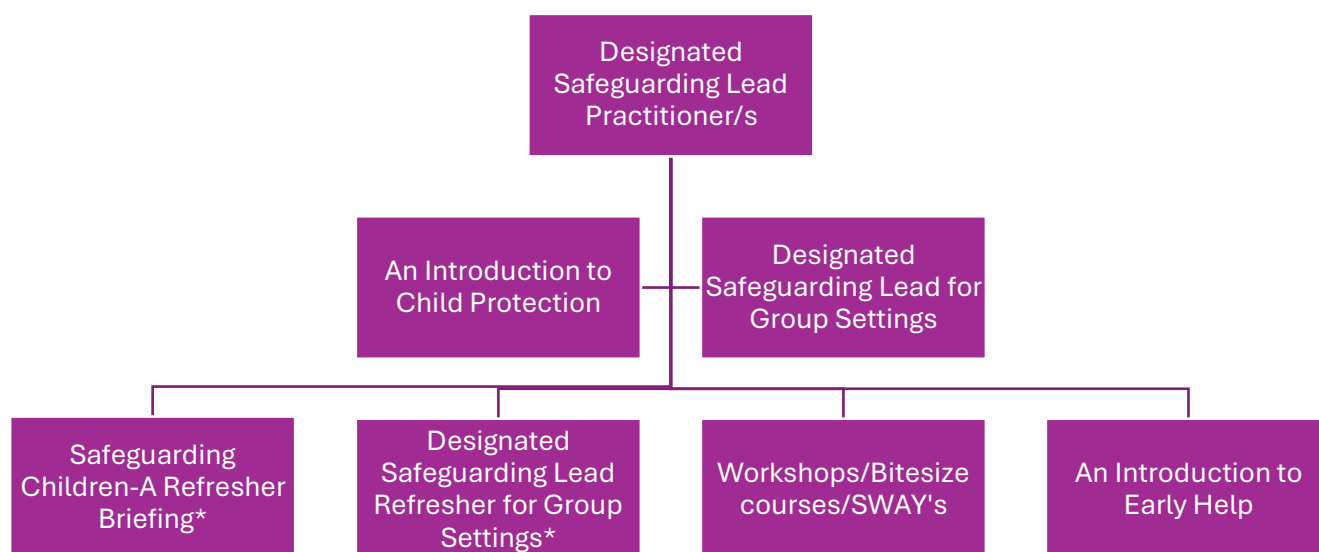 Designated
Safeguarding Lead
Practitioner/s
An Introduction to
Child Protection
Designated
Safeguarding Lead for
Group Settings
Safeguarding
Children-A Refresher
Briefing*
Designated
Safeguarding Lead
Refresher for Group
Settings*
Workshops/Bitesize
courses/SWAY's
An Introduction to
Early Help